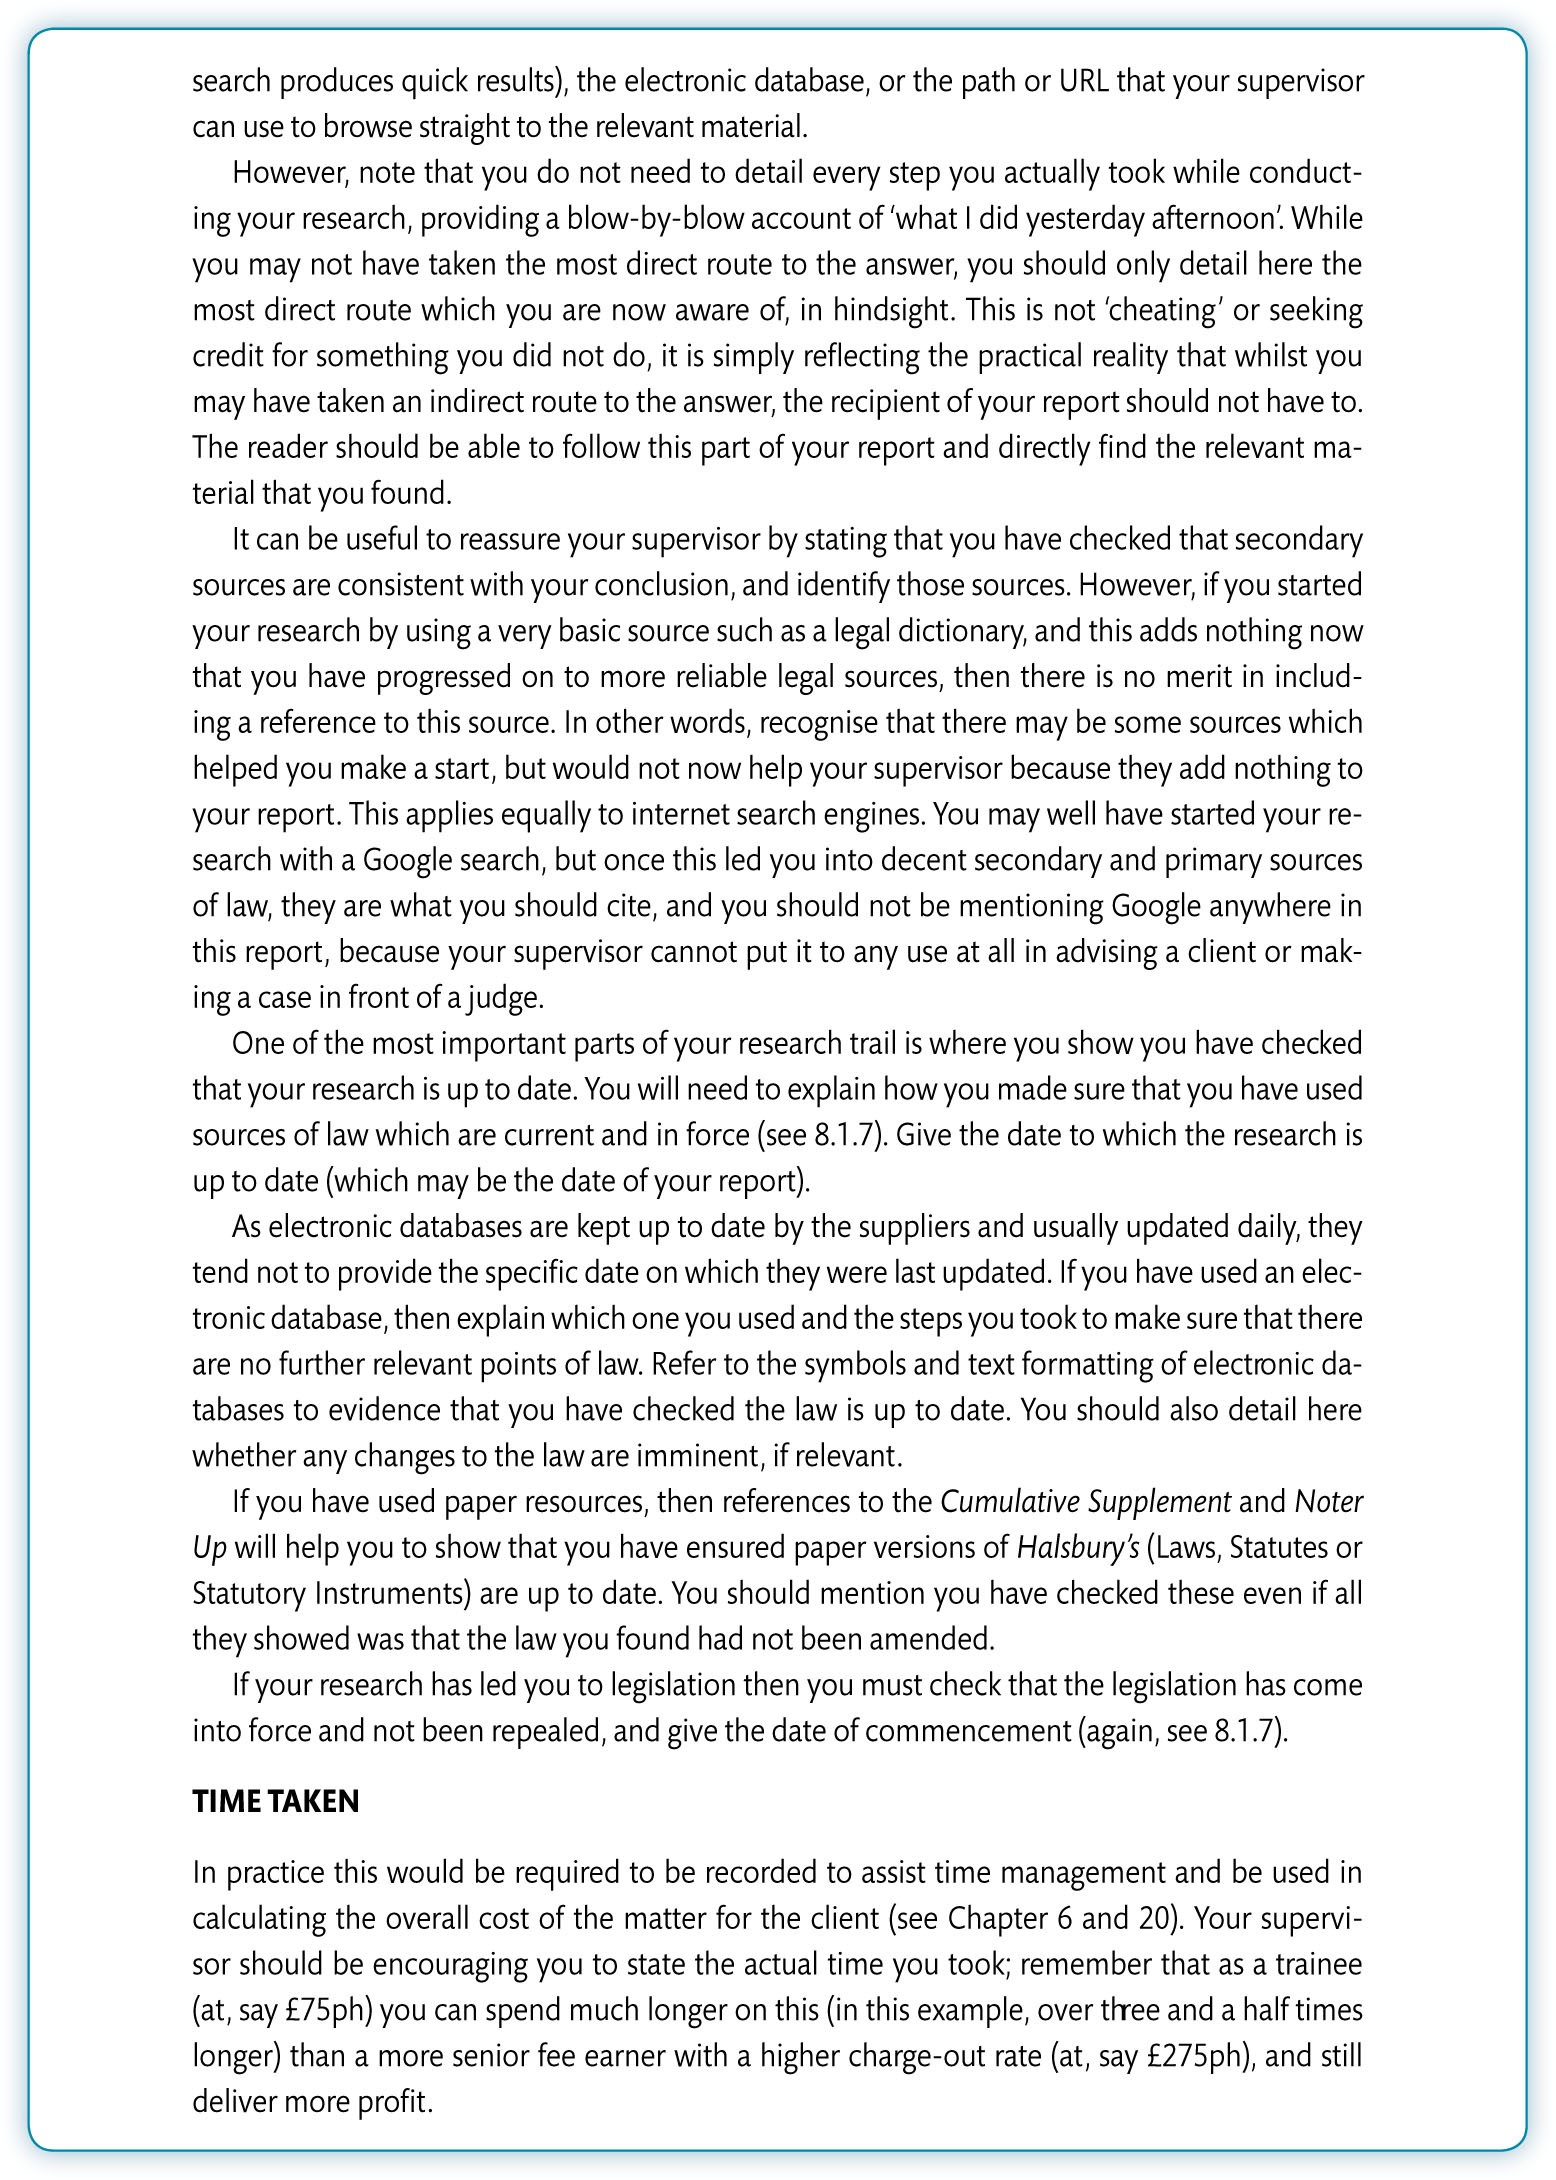 search produces quick results), the electronic database, or the path or URL that your supervisor
can use to browse straight to the relevant material.
However, note that you do not need to detail every step you actually took while conduct-
ing your research, providing a blow-by-blow account of ‘what I did yesterday afternoon’. While
you may not have taken the most direct route to the answer, you should only detail here the
most direct route which you are now aware of, in hindsight. This is not ‘cheating’ or seeking
credit for something you did not do, it is simply reflecting the practical reality that whilst you
may have taken an indirect route to the answer, the recipient of your report should not have to.
The reader should be able to follow this part of your report and directly find the relevant ma-
terial that you found.
It can be useful to reassure your supervisor by stating that you have checked that secondary
sources are consistent with your conclusion, and identify those sources. However, if you started
your research by using a very basic source such as a legal dictionary, and this adds nothing now
that you have progressed on to more reliable legal sources, then there is no merit in includ-
ing a reference to this source. In other words, recognise that there may be some sources which
helped you make a start, but would not now help your supervisor because they add nothing to
your report. This applies equally to internet search engines. You may well have started your re-
search with a Google search, but once this led you into decent secondary and primary sources
of law, they are what you should cite, and you should not be mentioning Google anywhere in
this report, because your supervisor cannot put it to any use at all in advising a client or mak-
ing a case in front of a judge.
One of the most important parts of your research trail is where you show you have checked
that your research is up to date. You will need to explain how you made sure that you have used
sources of law which are current and in force (see 8.1.7). Give the date to which the research is
up to date (which may be the date of your report).
As electronic databases are kept up to date by the suppliers and usually updated daily, they
tend not to provide the specific date on which they were last updated. If you have used an elec-
tronic database, then explain which one you used and the steps you took to make sure that there
are no further relevant points of law. Refer to the symbols and text formatting of electronic da-
tabases to evidence that you have checked the law is up to date. You should also detail here
whether any changes to the law are imminent, if relevant.
If you have used paper resources, then references to the Cumulative Supplement and Noter
Up will help you to show that you have ensured paper versions of Halsbury’s (Laws, Statutes or
Statutory Instruments) are up to date. You should mention you have checked these even if all
they showed was that the law you found had not been amended.
If your research has led you to legislation then you must check that the legislation has come
into force and not been repealed, and give the date of commencement (again, see 8.1.7).
TIME TAKEN
In practice this would be required to be recorded to assist time management and be used in
calculating the overall cost of the matter for the client (see Chapter 6 and 20). Your supervi-
sor should be encouraging you to state the actual time you took; remember that as a trainee
(at, say £75ph) you can spend much longer on this (in this example, over three and a half times
longer) than a more senior fee earner with a higher charge-out rate (at, say £275ph), and still
deliver more profit.